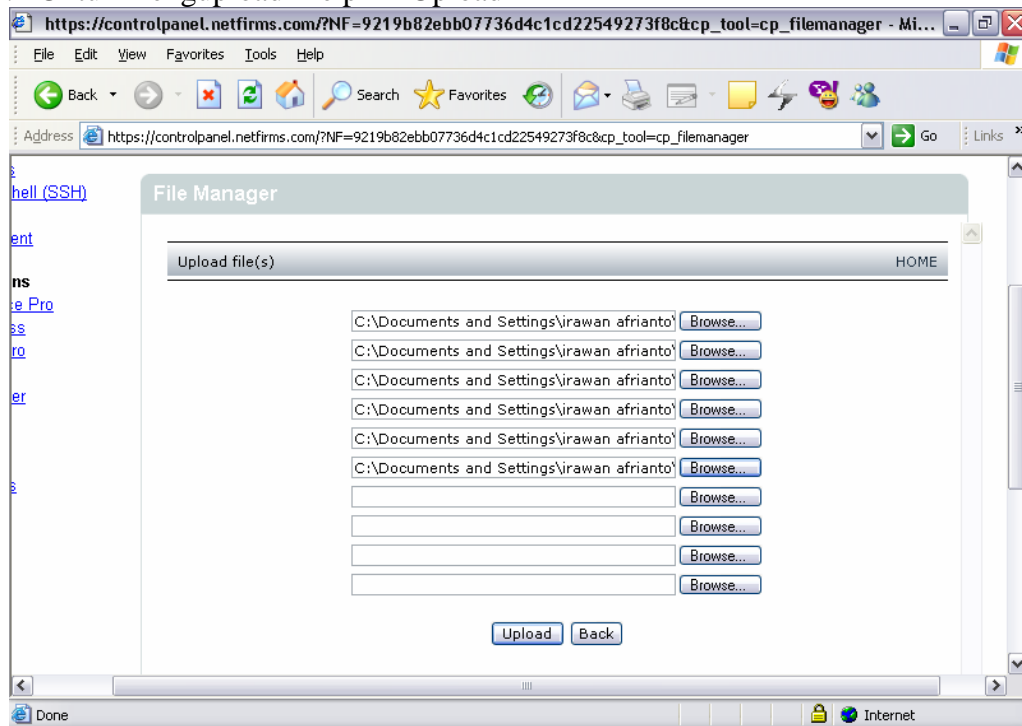 https://controlpanel.netfirms.com/?NF=9219b82ebb07736d4c1cd22549273f8c&cp_tool=cp_filemanager - Mi...
File Edit View Favorites Tools Help
Back Search Favorites
Address https://controlpanel.netfirms.com/?NF=9219b82ebb07736d4c1cd22549273f8c&cp_tool=cp_filemanager Go Links »
s
hell (SSH)
ent
ns
e Pro
ss
ro
er
s
File Manager
Upload file(s) HOME
C:\Documents and Settings\irawan afrianto\ Browse...
C:\Documents and Settings\irawan afrianto\ Browse...
C:\Documents and Settings\irawan afrianto\ Browse...
C:\Documents and Settings\irawan afrianto\ Browse...
C:\Documents and Settings\irawan afrianto\ Browse...
C:\Documents and Settings\irawan afrianto\ Browse...
Browse...
Browse...
Browse...
Browse...
Upload Back
Done Internet